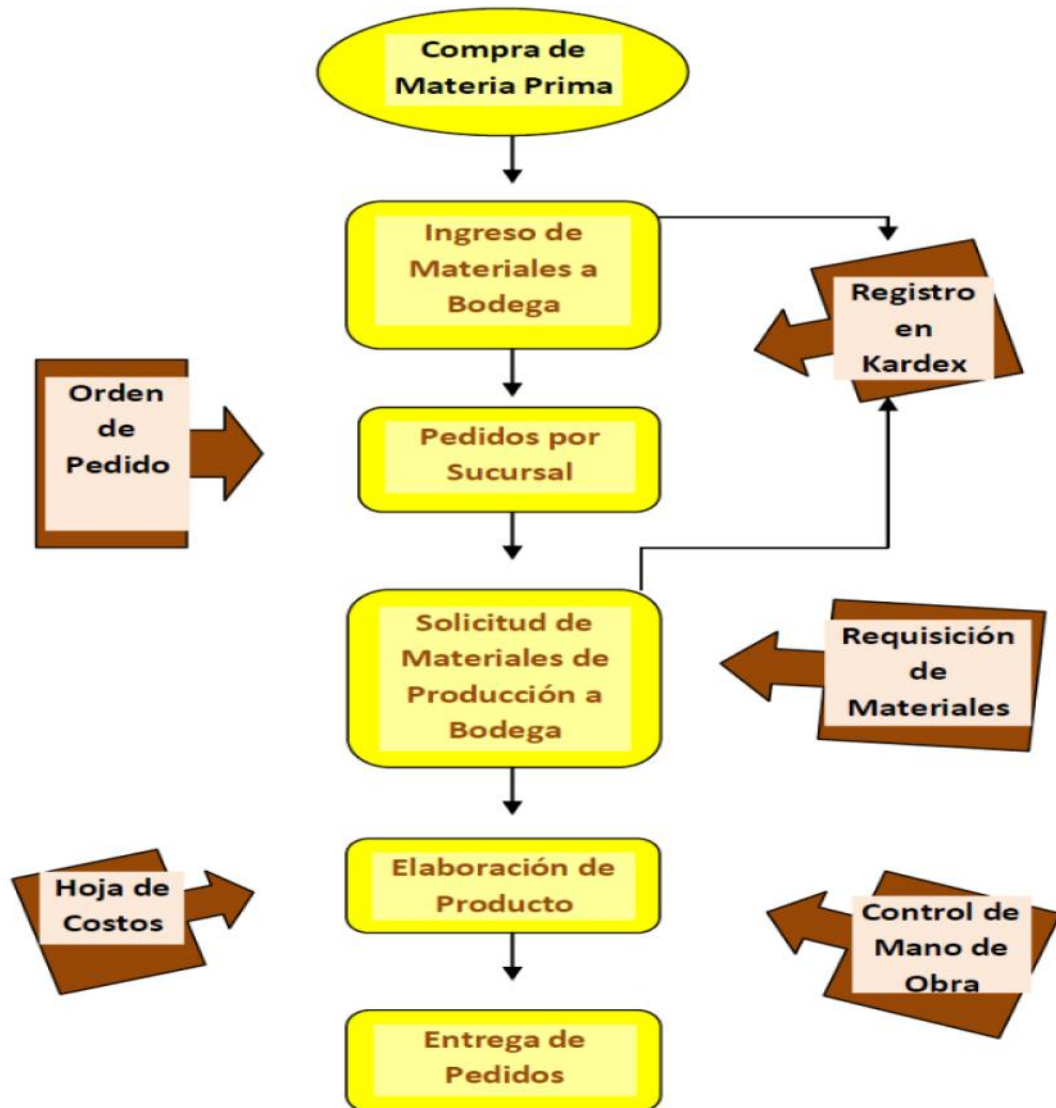 Compra de
Materia Prima
Ingreso de
Materiales a
Bodega
Registro
en
Kardex
Orden
de
Pedido
Pedidos por
Sucursal
Solicitud de
Materiales de
Producción a
Bodega
Requisición
de
Materiales
Hoja de
Costos
Elaboración de
Producto
Control de
Mano de
Obra
Entrega de
Pedidos